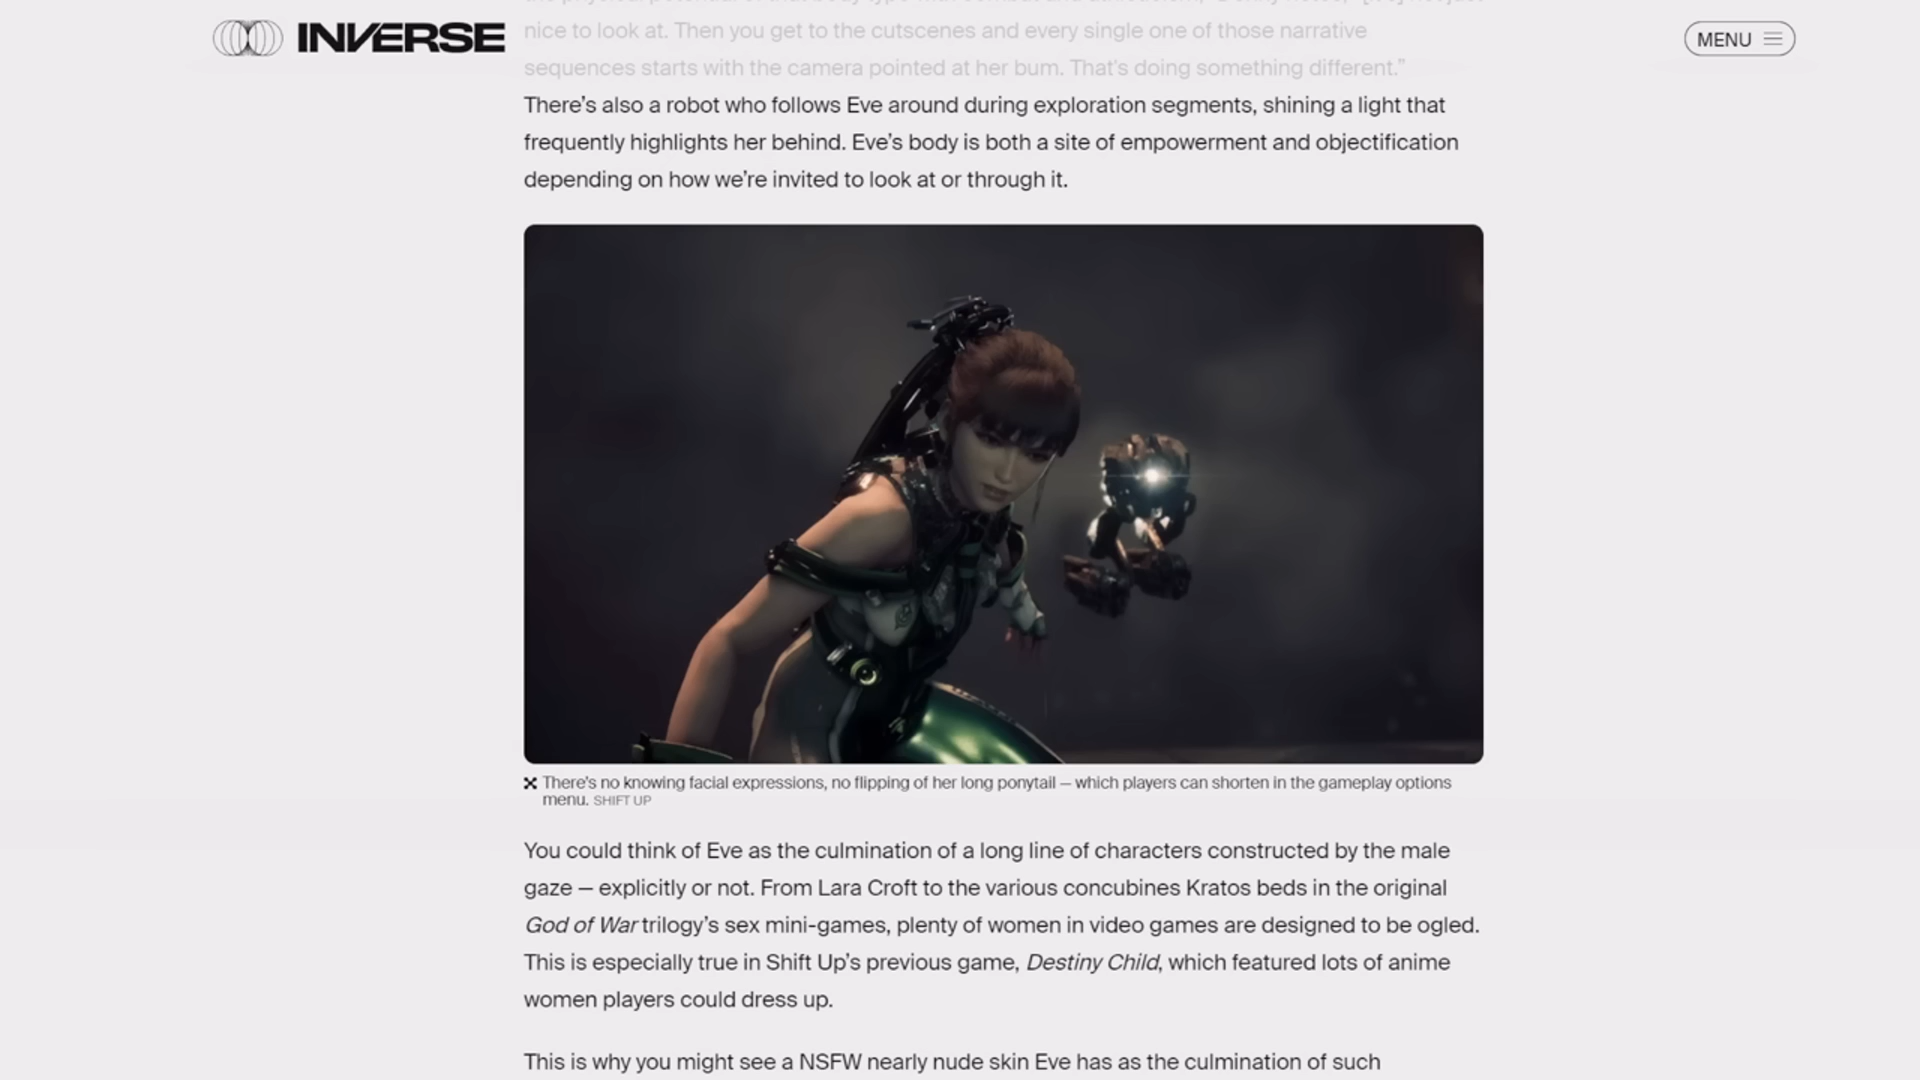 INVERSE
MENU
nice to look at. Then you get to the cutscenes and every single one of those narrative
sequences starts with the camera pointed at her bum. That's doing something different.”
There’s also a robot who follows Eve around during exploration segments, shining a light that
frequently highlights her behind. Eve’s body is both a site of empowerment and objectification
depending on how we’re invited to look at or through it.
There's no knowing facial expressions, no flipping of her long ponytail — which players can shorten in the gameplay options
menu. SHIFT UP
You could think of Eve as the culmination of a long line of characters constructed by the male
gaze — explicitly or not. From Lara Croft to the various concubines Kratos beds in the original
God of War trilogy’s sex mini-games, plenty of women in video games are designed to be ogled.
This is especially true in Shift Up’s previous game, Destiny Child, which featured lots of anime
women players could dress up.
This is why you might see a NSFW nearly nude skin Eve has as the culmination of such